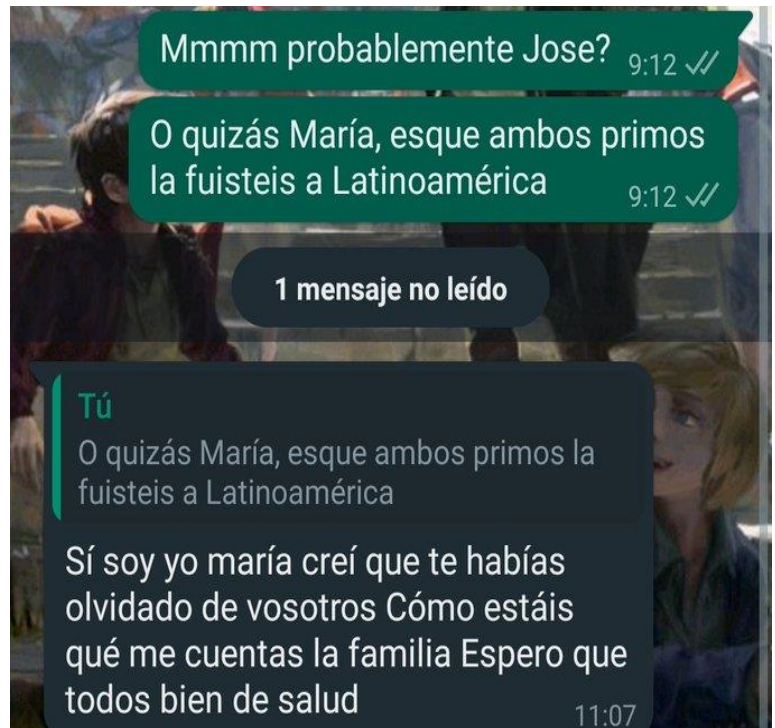 Mmmm probablemente Jose?
9:12
O quizás María, esque ambos primos
la fuisteis a Latinoamérica
9:12
1 mensaje no leído
Tú
O quizás María, esque ambos primos la
fuisteis a Latinoamérica
Sí soy yo maría creí que te habías
olvidado de vosotros Cómo estáis
qué me cuentas la familia Espero que
todos bien de salud
11:07